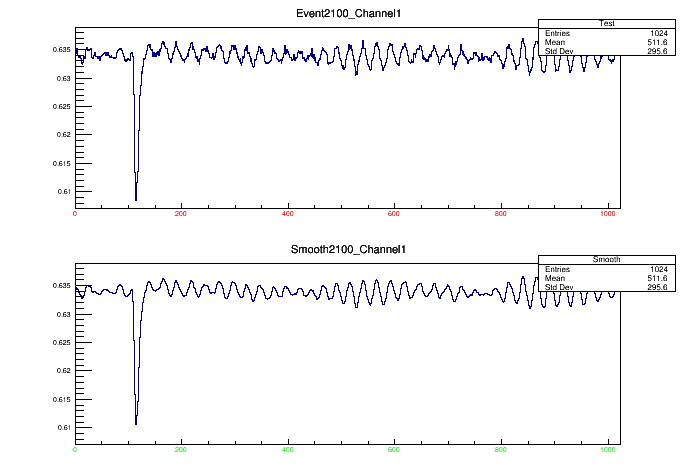 Event2100_Channel1
Test
Entries 1024
Mean 511.6
Std Dev 295.6
0.635
0.63
0.625
0.62
0.615
0.61
0 200 400 600 800 1000
Smooth2100_Channel1
Smooth
Entries 1024
Mean 511.6
Std Dev 295.6
0.635
0.63
0.625
0.62
0.615
0.61
0 200 400 600 800 1000